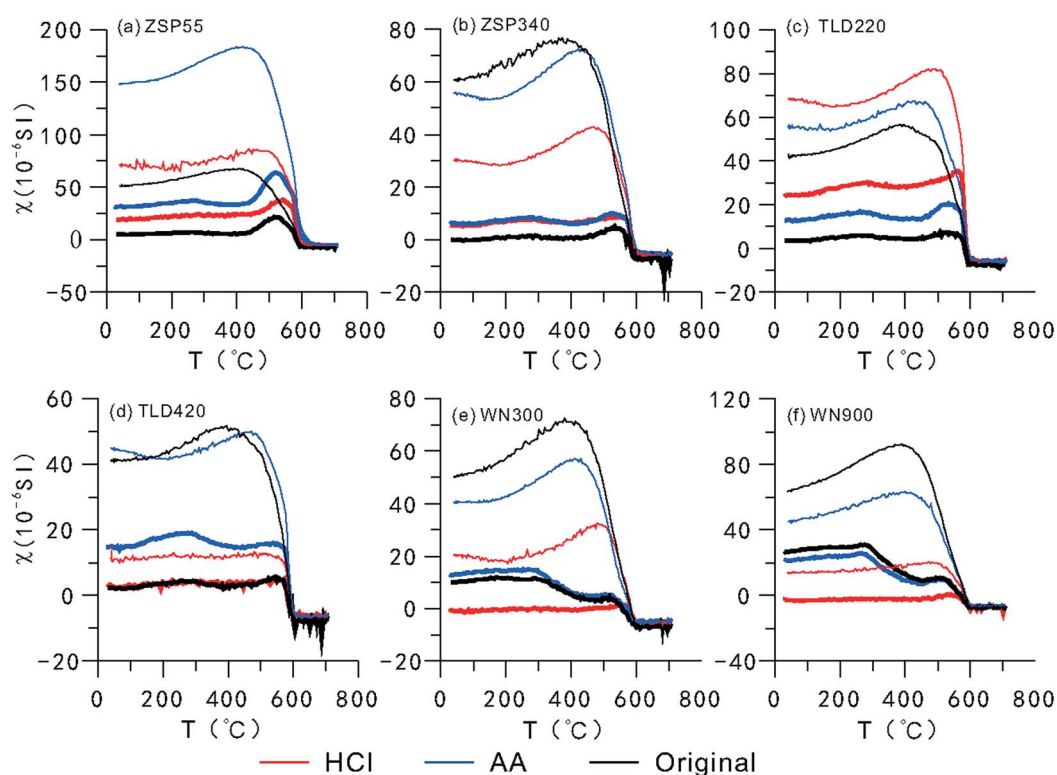 (a) ZSP55
(b) ZSP340
(c) TLD220
200
150
100
50
0
−50
80
60
40
20
0
−20
100
80
60
40
20
0
−20
χ(10⁻⁶SI)
0 200 400 600 800
0 200 400 600 800
0 200 400 600 800
T (℃)
T (℃)
T (℃)
(d) TLD420
(e) WN300
(f) WN900
60
40
20
0
−20
80
60
40
20
0
−20
120
80
40
0
−40
χ(10⁻⁶SI)
0 200 400 600 800
0 200 400 600 800
0 200 400 600 800
T (℃)
T (℃)
T (℃)
HCl
AA
Original